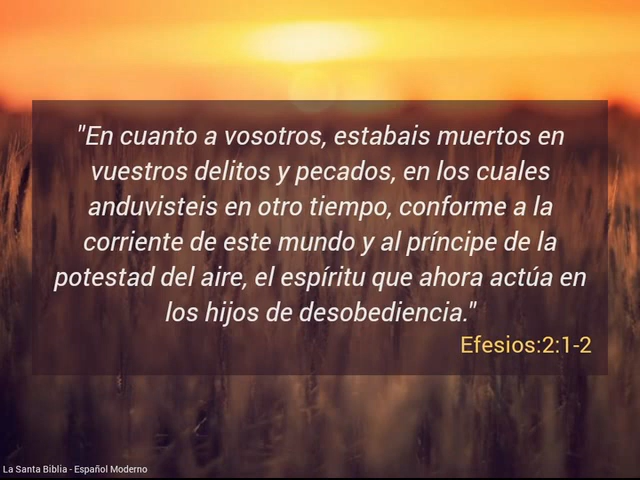 "En cuanto a vosotros, estabais muertos en
vuestros delitos y pecados, en los cuales
anduvisteis en otro tiempo, conforme a la
corriente de este mundo y al príncipe de la
potestad del aire, el espíritu que ahora actúa en
los hijos de desobediencia."
Efesios:2:1-2
La Santa Biblia - Español Moderno